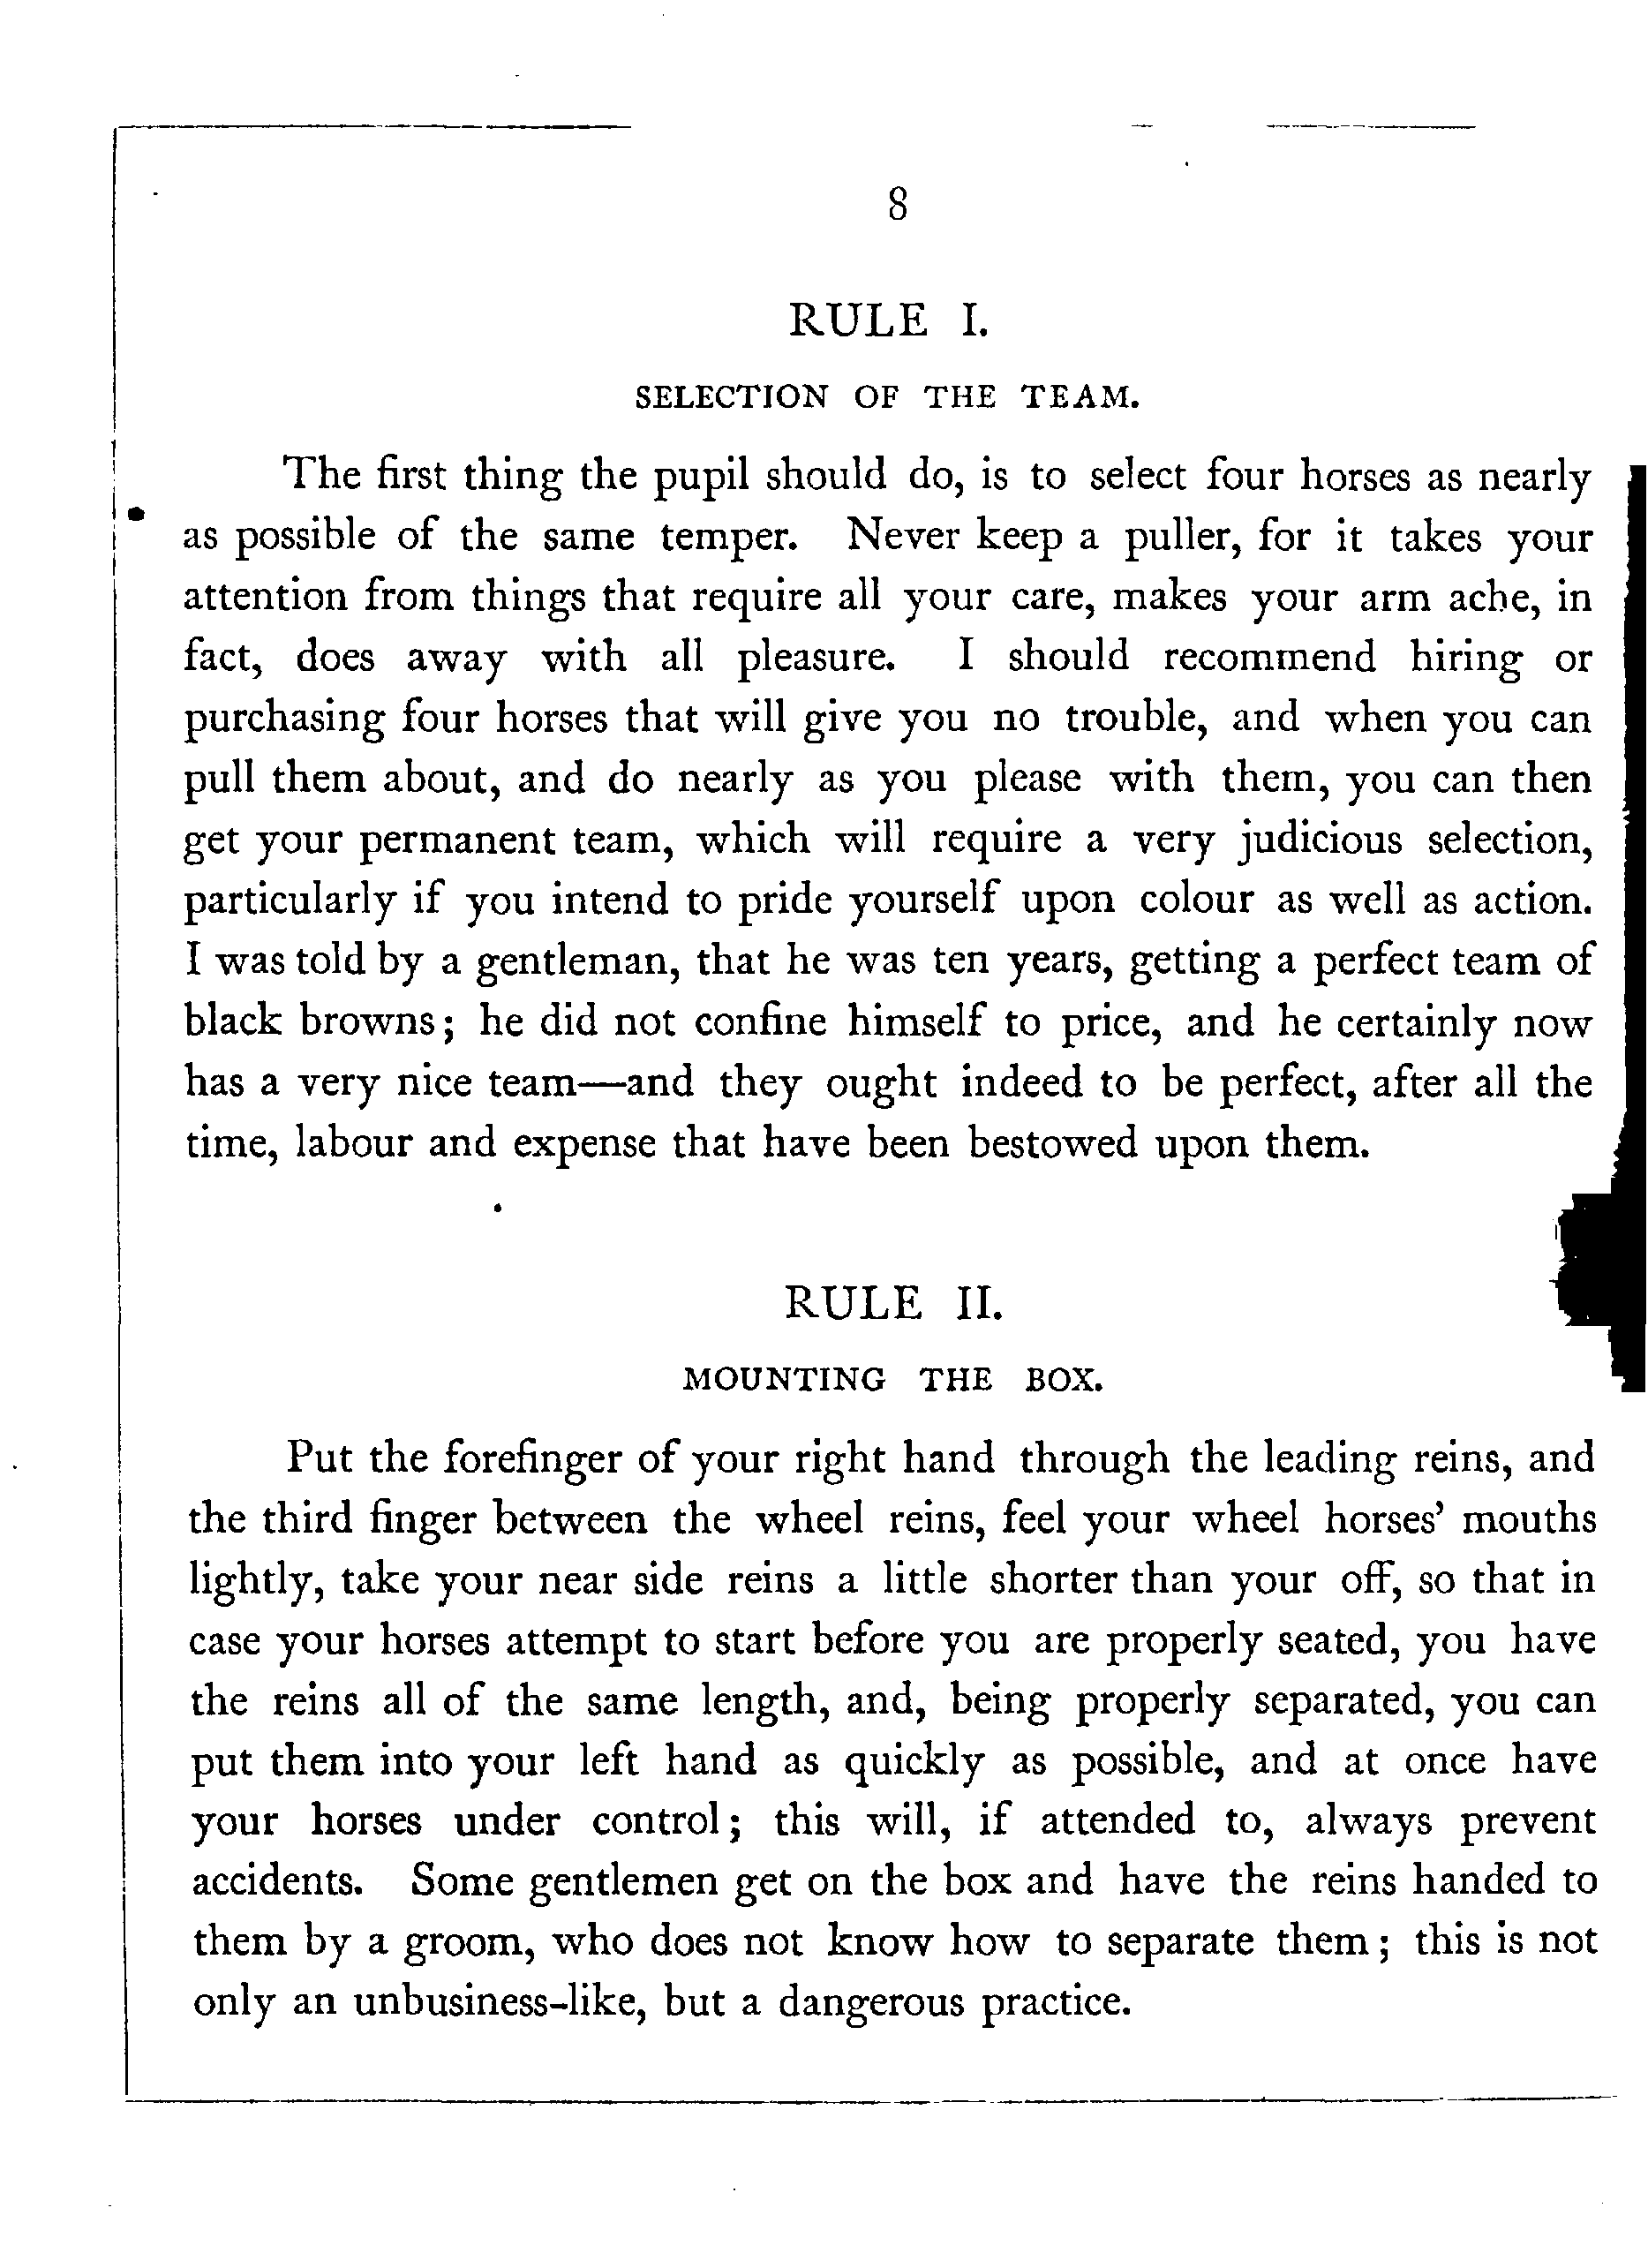 8
RULE I.
SELECTION OF THE TEAM.
The first thing the pupil should do, is to select four horses as nearly
as possible of the same temper. Never keep a puller, for it takes your
attention from things that require all your care, makes your arm ache, in
fact, does away with all pleasure. I should recommend hiring or
purchasing four horses that will give you no trouble, and when you can
pull them about, and do nearly as you please with them, you can then
get your permanent team, which will require a very judicious selection,
particularly if you intend to pride yourself upon colour as well as action.
I was told by a gentleman, that he was ten years, getting a perfect team of
black browns; he did not confine himself to price, and he certainly now
has a very nice team—and they ought indeed to be perfect, after all the
time, labour and expense that have been bestowed upon them.
RULE II.
MOUNTING THE BOX.
Put the forefinger of your right hand through the leading reins, and
the third finger between the wheel reins, feel your wheel horses' mouths
lightly, take your near side reins a little shorter than your off, so that in
case your horses attempt to start before you are properly seated, you have
the reins all of the same length, and, being properly separated, you can
put them into your left hand as quickly as possible, and at once have
your horses under control; this will, if attended to, always prevent
accidents. Some gentlemen get on the box and have the reins handed to
them by a groom, who does not know how to separate them; this is not
only an unbusiness-like, but a dangerous practice.